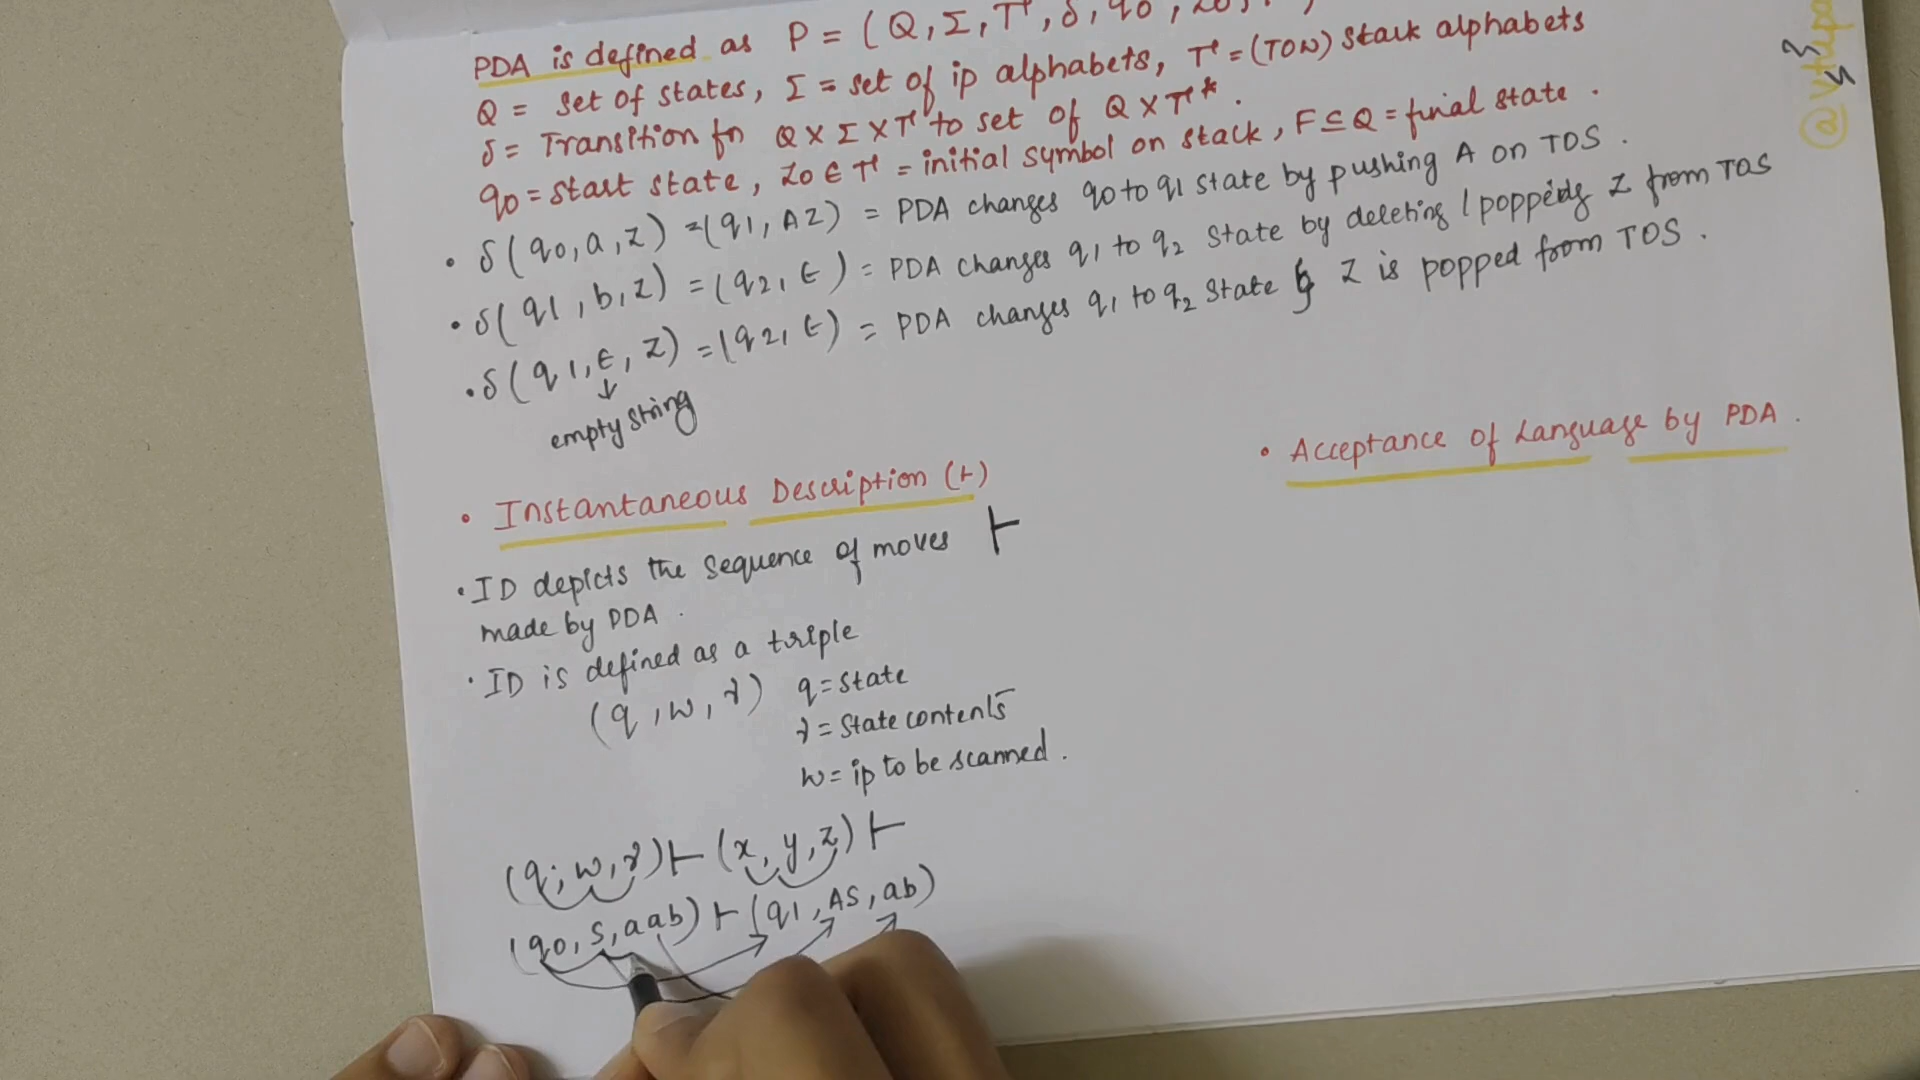 PDA is defined as P = (Q, Σ, Γ, δ, q0, z0,
Q = set of states, Σ = set of ip alphabets, Γ = (TOW) Stack alphabets
δ = Transition fn Q X Σ X Γ to set of Q X Γ* .
q0 = start state, z0 ∈ Γ = initial symbol on stack, F ⊆ Q = final state .
• δ(q0, a, z) = (q1, AZ) = PDA changes q0 to q1 state by pushing A on TOS .
• δ(q1, b, z) = (q2, ϵ) = PDA changes q1 to q2 State by deleting / popping Z from TOS
• δ(q1, ϵ, z) = (q2, ϵ) = PDA changes q1 to q2 State & Z is popped from TOS .
↓
empty string
• Instantaneous Description (⊢)
• ID depicts the sequence of moves ⊢
made by PDA .
• ID is defined as a triple
(q, w, γ) q = state
γ = State contents
w = ip to be scanned .
(q, w, γ) ⊢ (x, y, z) ⊢
(q0, S, aab) ⊢ (q1, AS, ab)
• Acceptance of Language by PDA .